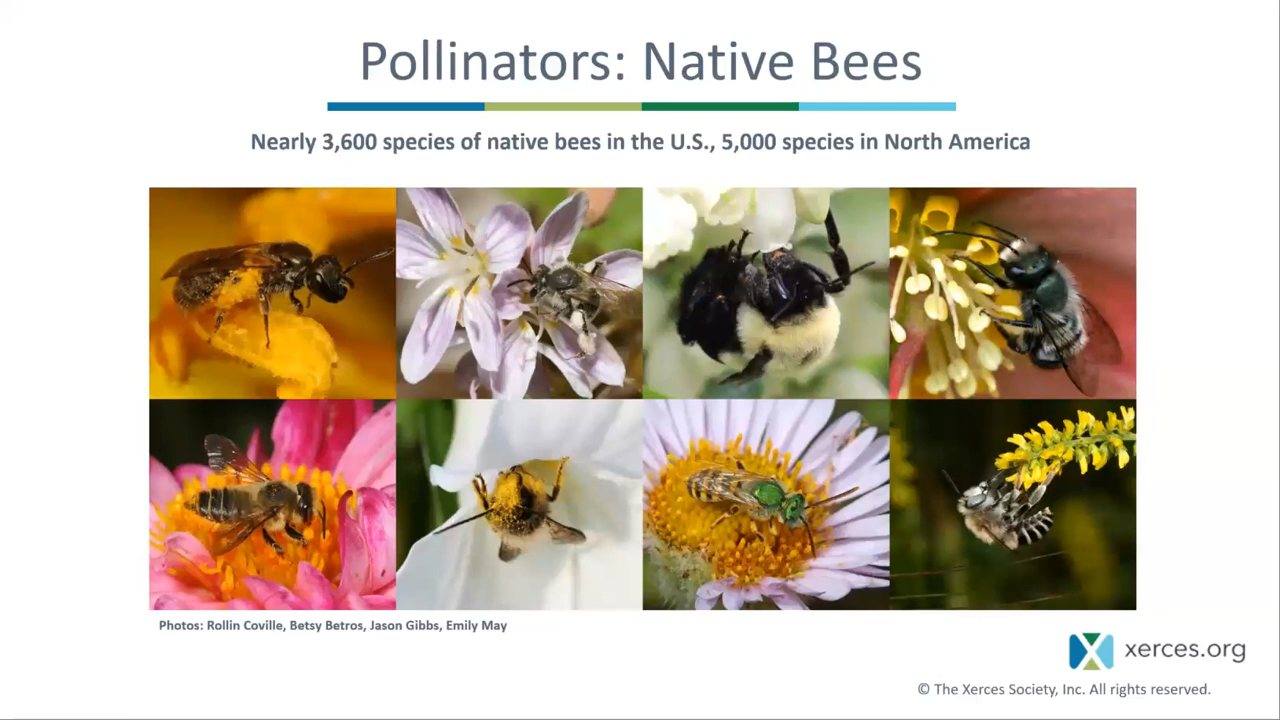 Pollinators: Native Bees
Nearly 3,600 species of native bees in the U.S., 5,000 species in North America
Photos: Rollin Coville, Betsy Betros, Jason Gibbs, Emily May
xerces.org
© The Xerces Society, Inc. All rights reserved.